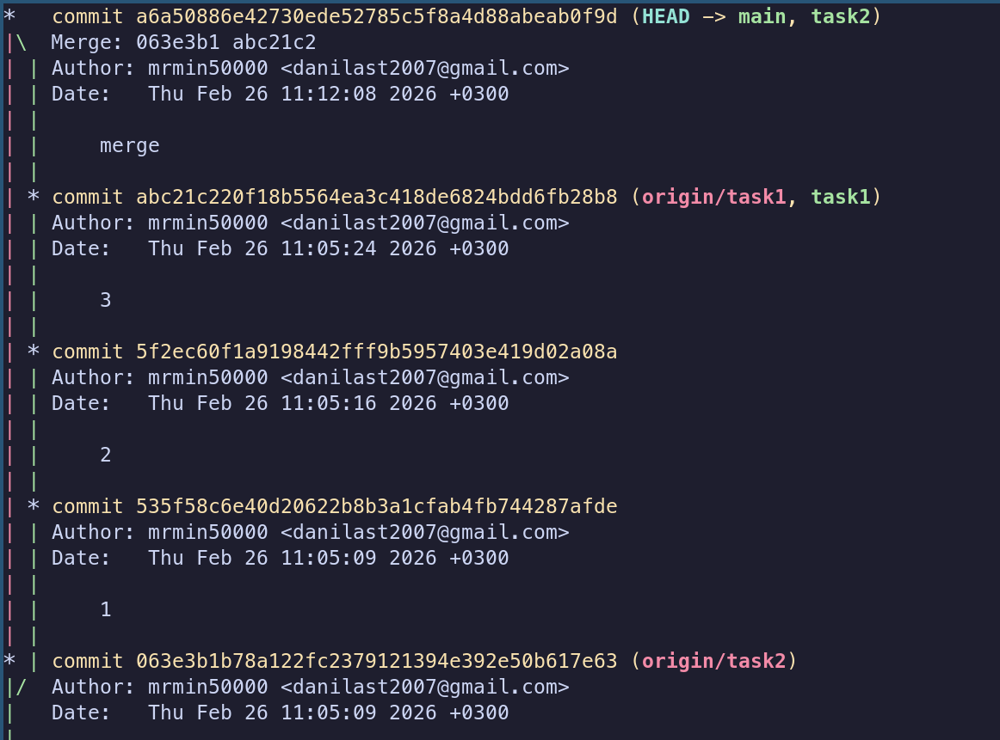 *   commit a6a50886e42730ede52785c5f8a4d88abeab0f9d (HEAD -> main, task2)
|\  Merge: 063e3b1 abc21c2
| | Author: mrmin50000 <danilast2007@gmail.com>
| | Date:   Thu Feb 26 11:12:08 2026 +0300
| |
| |     merge
| |
| * commit abc21c220f18b5564ea3c418de6824bdd6fb28b8 (origin/task1, task1)
| | Author: mrmin50000 <danilast2007@gmail.com>
| | Date:   Thu Feb 26 11:05:24 2026 +0300
| |
| |     3
| |
| * commit 5f2ec60f1a9198442fff9b5957403e419d02a08a
| | Author: mrmin50000 <danilast2007@gmail.com>
| | Date:   Thu Feb 26 11:05:16 2026 +0300
| |
| |     2
| |
| * commit 535f58c6e40d20622b8b3a1cfab4fb744287afde
| | Author: mrmin50000 <danilast2007@gmail.com>
| | Date:   Thu Feb 26 11:05:09 2026 +0300
| |
| |     1
| |
* | commit 063e3b1b78a122fc2379121394e392e50b617e63 (origin/task2)
|/  Author: mrmin50000 <danilast2007@gmail.com>
|   Date:   Thu Feb 26 11:05:09 2026 +0300
|